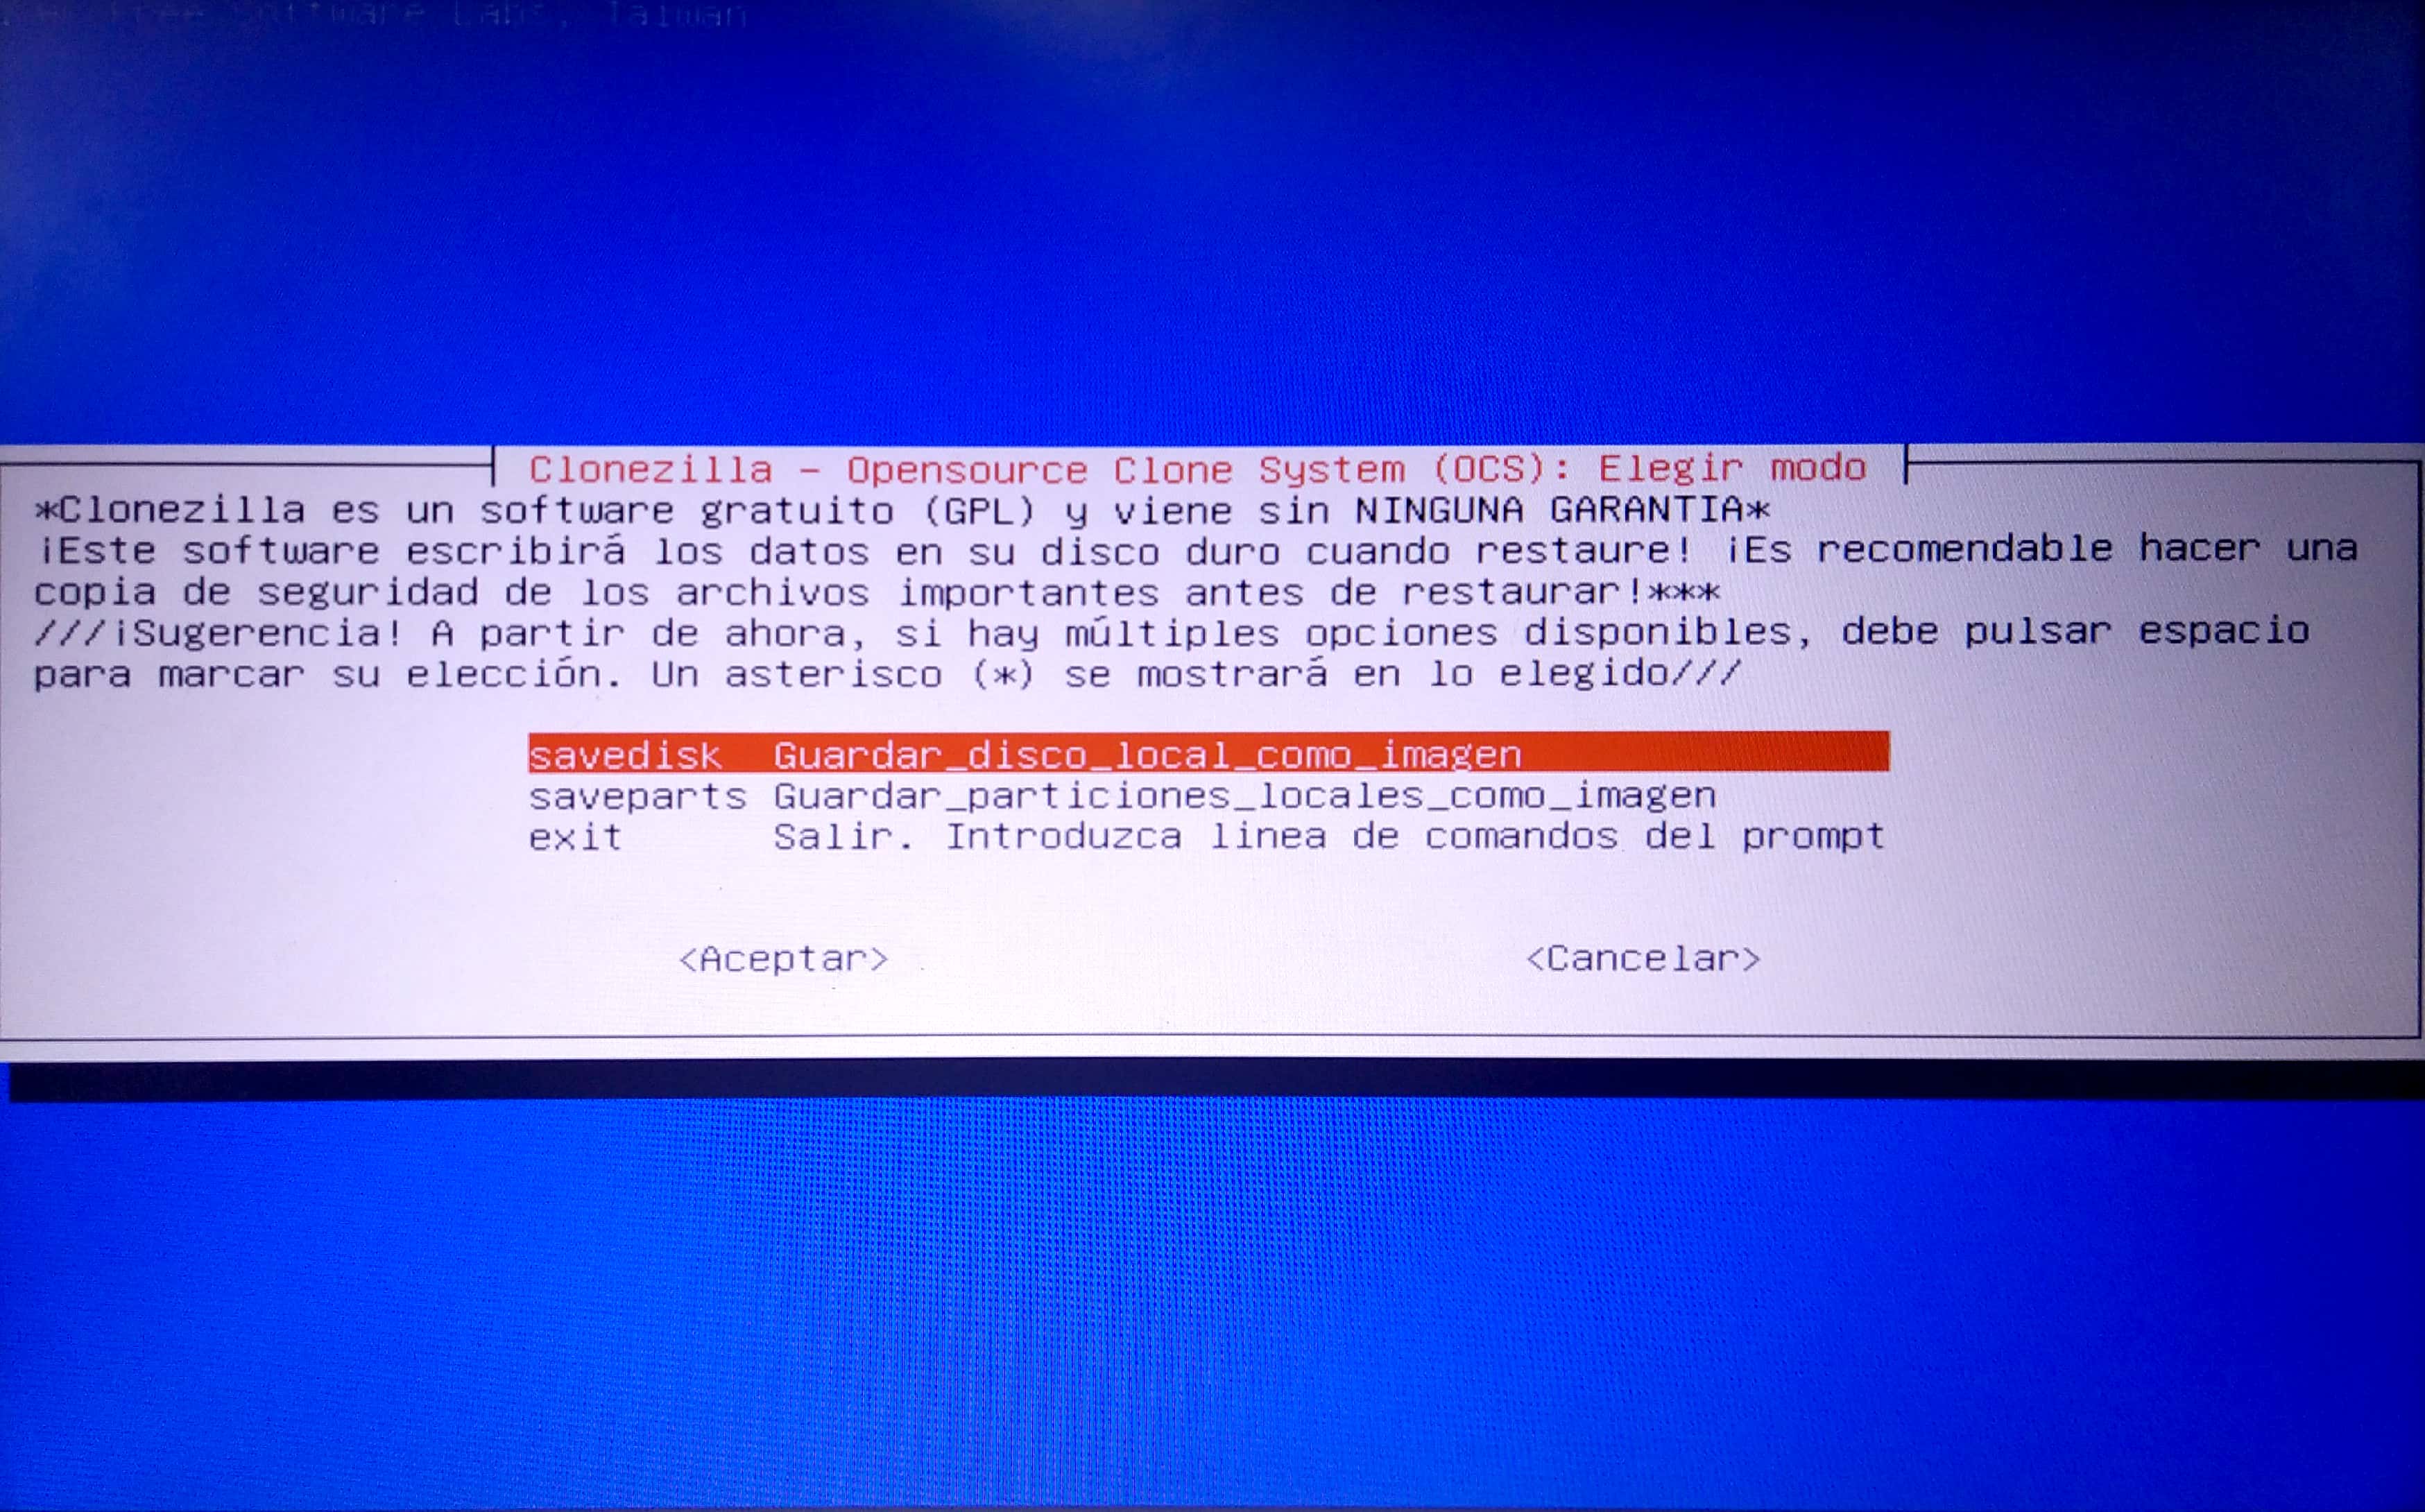 Free Software Labs, Taiwan
Clonezilla - Opensource Clone System (OCS): Elegir modo
*Clonezilla es un software gratuito (GPL) y viene sin NINGUNA GARANTIA*
¡Este software escribirá los datos en su disco duro cuando restaure! ¡Es recomendable hacer una
copia de seguridad de los archivos importantes antes de restaurar!***
///¡Sugerencia! A partir de ahora, si hay múltiples opciones disponibles, debe pulsar espacio
para marcar su elección. Un asterisco (*) se mostrará en lo elegido///
savedisk Guardar_disco_local_como_imagen
saveparts Guardar_particiones_locales_como_imagen
exit Salir. Introduzca linea de comandos del prompt
<Aceptar> <Cancelar>